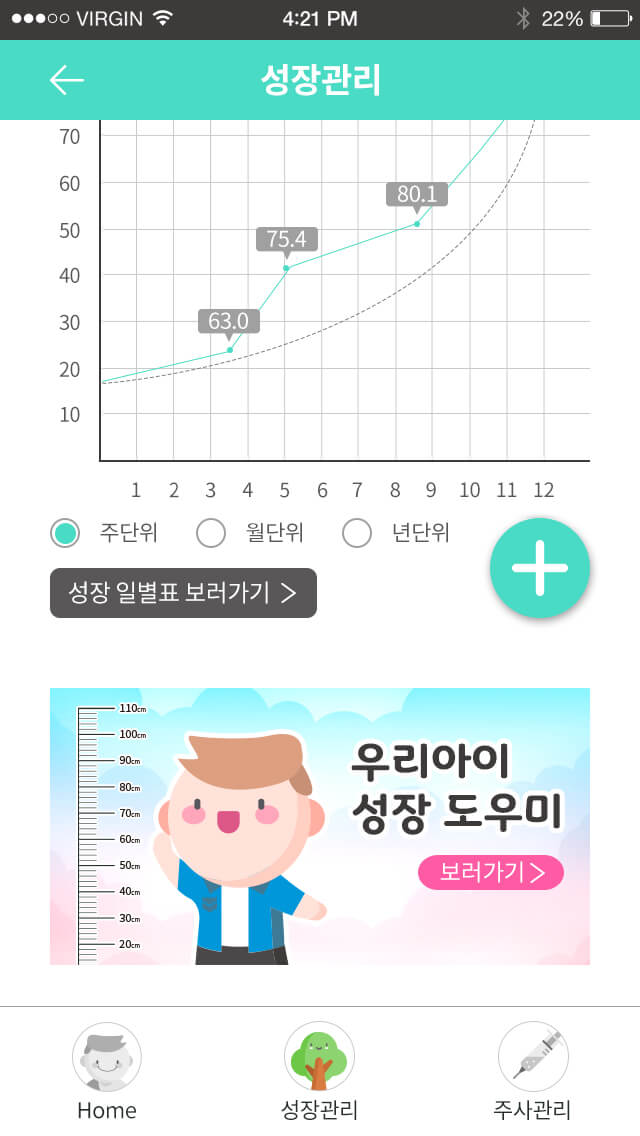 VIRGIN 4:21 PM 22%
성장관리
70
60
80.1
50
75.4
40
30
63.0
20
10
1 2 3 4 5 6 7 8 9 10 11 12
주단위 월단위 년단위
성장 일별표 보러가기 >
110cm
100cm
90cm
80cm
70cm
60cm
50cm
40cm
30cm
20cm
우리아이
성장 도우미
보러가기 >
Home 성장관리 주사관리